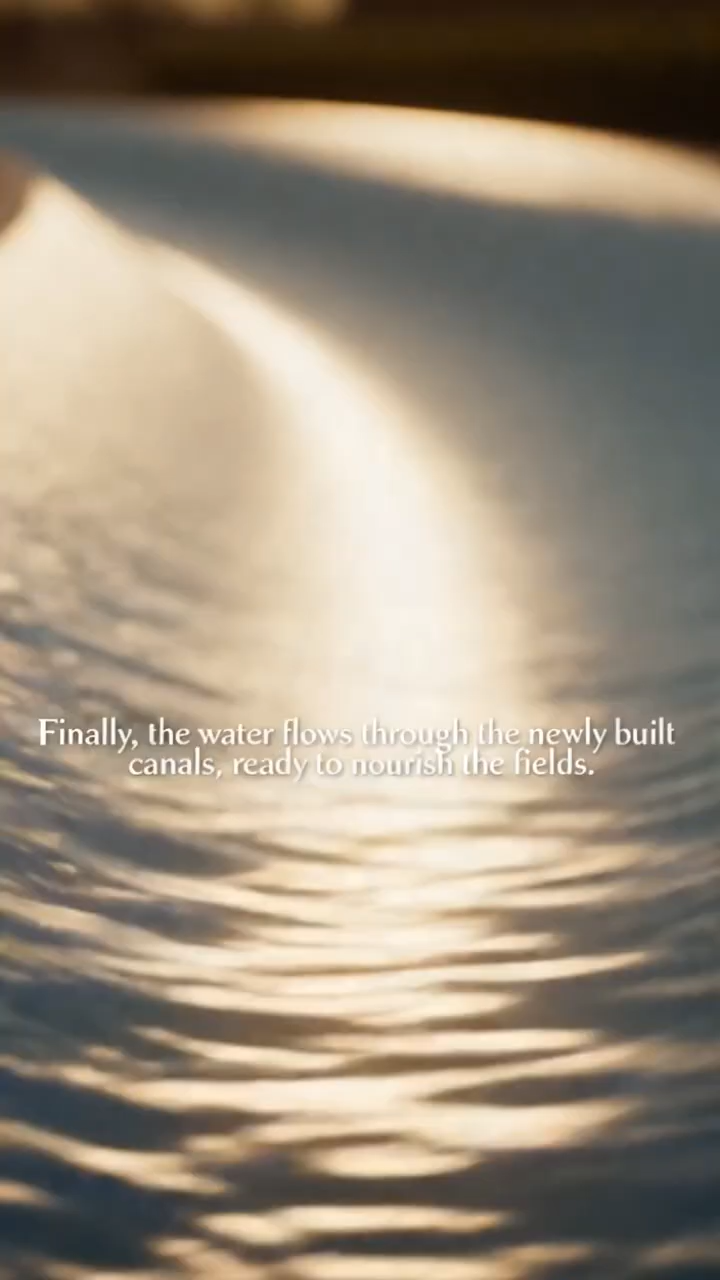 Finally, the water flows through the newly built
canals, ready to nourish the fields.